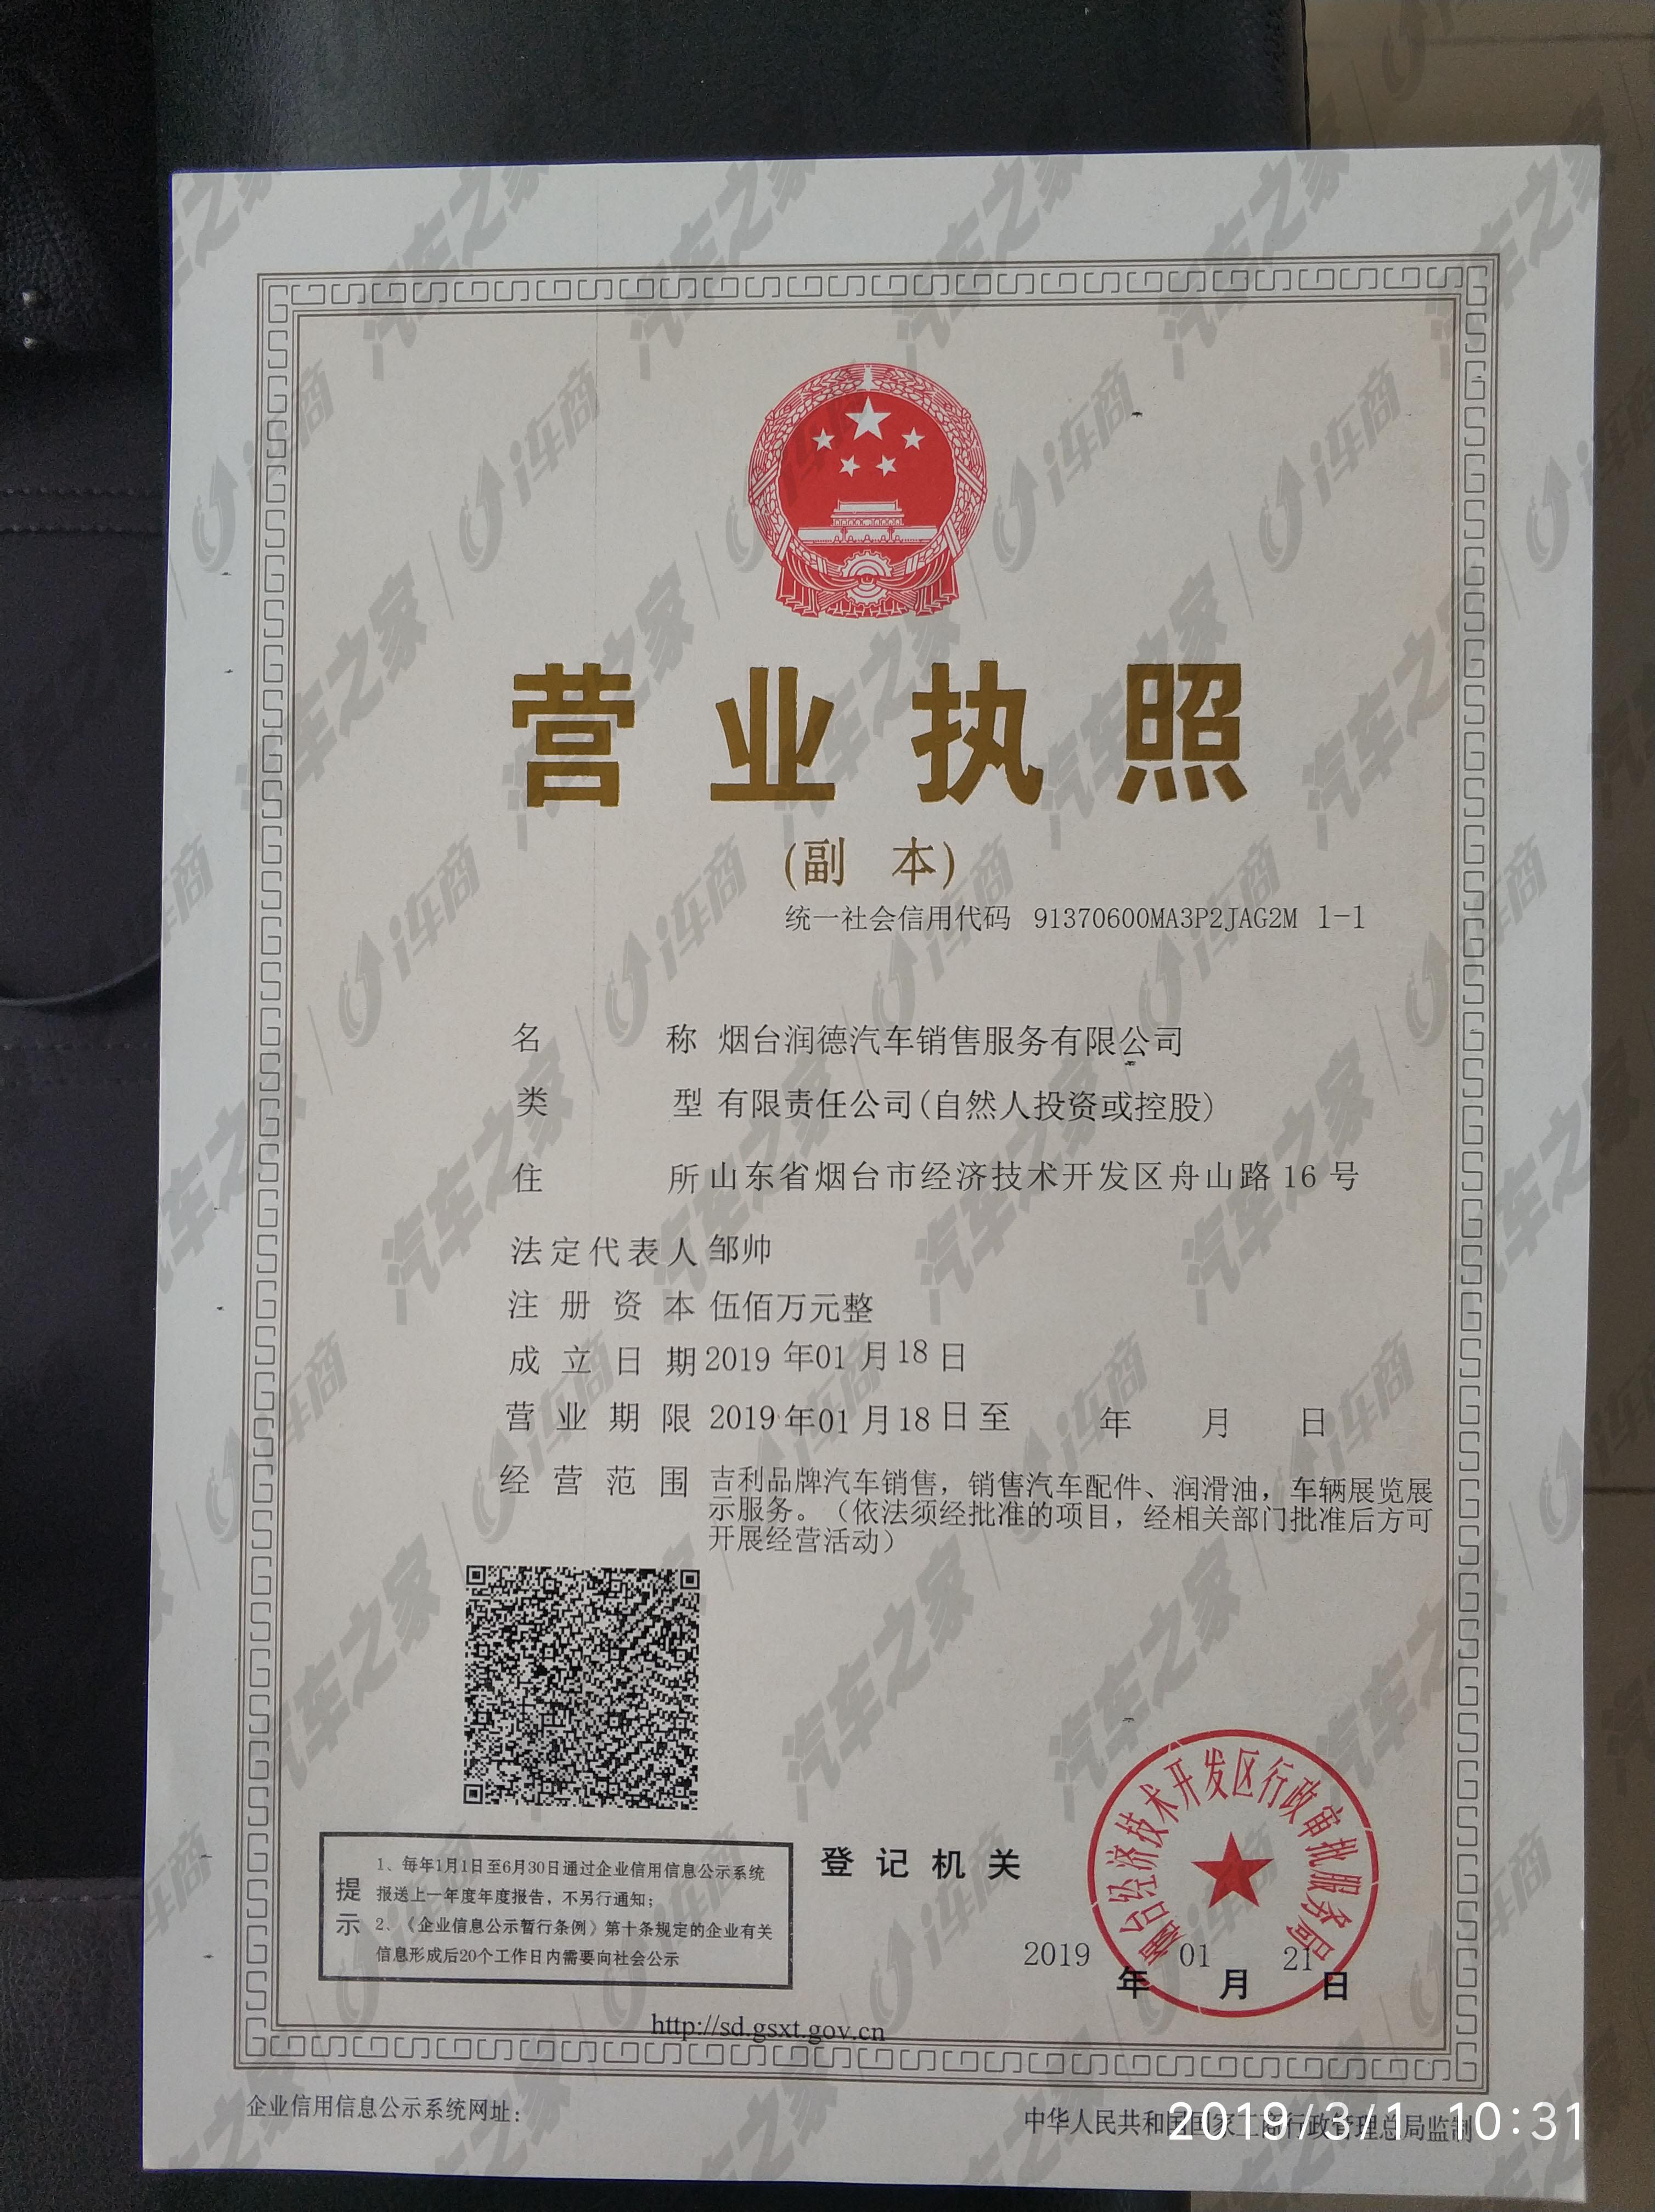 营业执照
(副 本)
统一社会信用代码 91370600MA3P2JAG2M 1-1
名 称 烟台润德汽车销售服务有限公司
类 型 有限责任公司(自然人投资或控股)
住 所 山东省烟台市经济技术开发区舟山路16号
法定代表人 邹帅
注册资本 伍佰万元整
成立日期 2019年01月18日
营业期限 2019年01月18日至 年 月 日
经营范围 吉利品牌汽车销售，销售汽车配件、润滑油，车辆展览展
示服务。（依法须经批准的项目，经相关部门批准后方可
开展经营活动）
提示
1、每年1月1日至6月30日通过企业信用信息公示系统
报送上一年度年度报告，不另行通知；
2、《企业信息公示暂行条例》第十条规定的企业有关
信息形成后20个工作日内需要向社会公示
登记机关
烟台经济技术开发区行政审批服务局
2019年01月21日
http://sd.gsxt.gov.cn
企业信用信息公示系统网址：
中华人民共和国国家工商行政管理总局监制
2019/3/1 10:31
汽车之家 | i车商